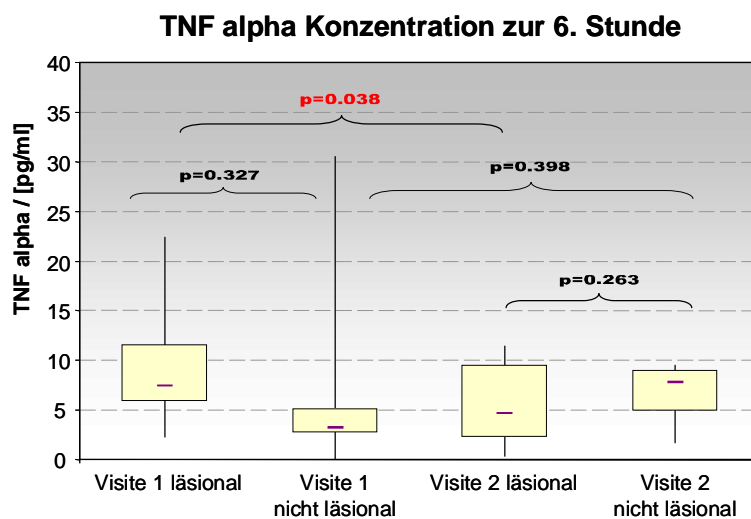 TNF alpha Konzentration zur 6. Stunde
TNF alpha / [pg/ml]
40
35
30
25
20
15
10
5
0
p=0.038
p=0.327
p=0.398
p=0.263
Visite 1 läsional
Visite 1
nicht läsional
Visite 2 läsional
Visite 2
nicht läsional